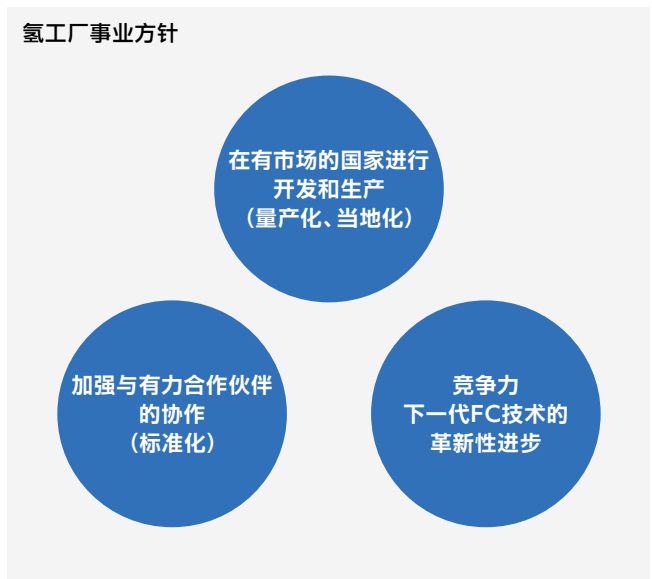 氢工厂事业方针
在有市场的国家进行
开发和生产
（量产化、当地化）
加强与有力合作伙伴
的协作
（标准化）
竞争力
下一代FC技术的
革新性进步